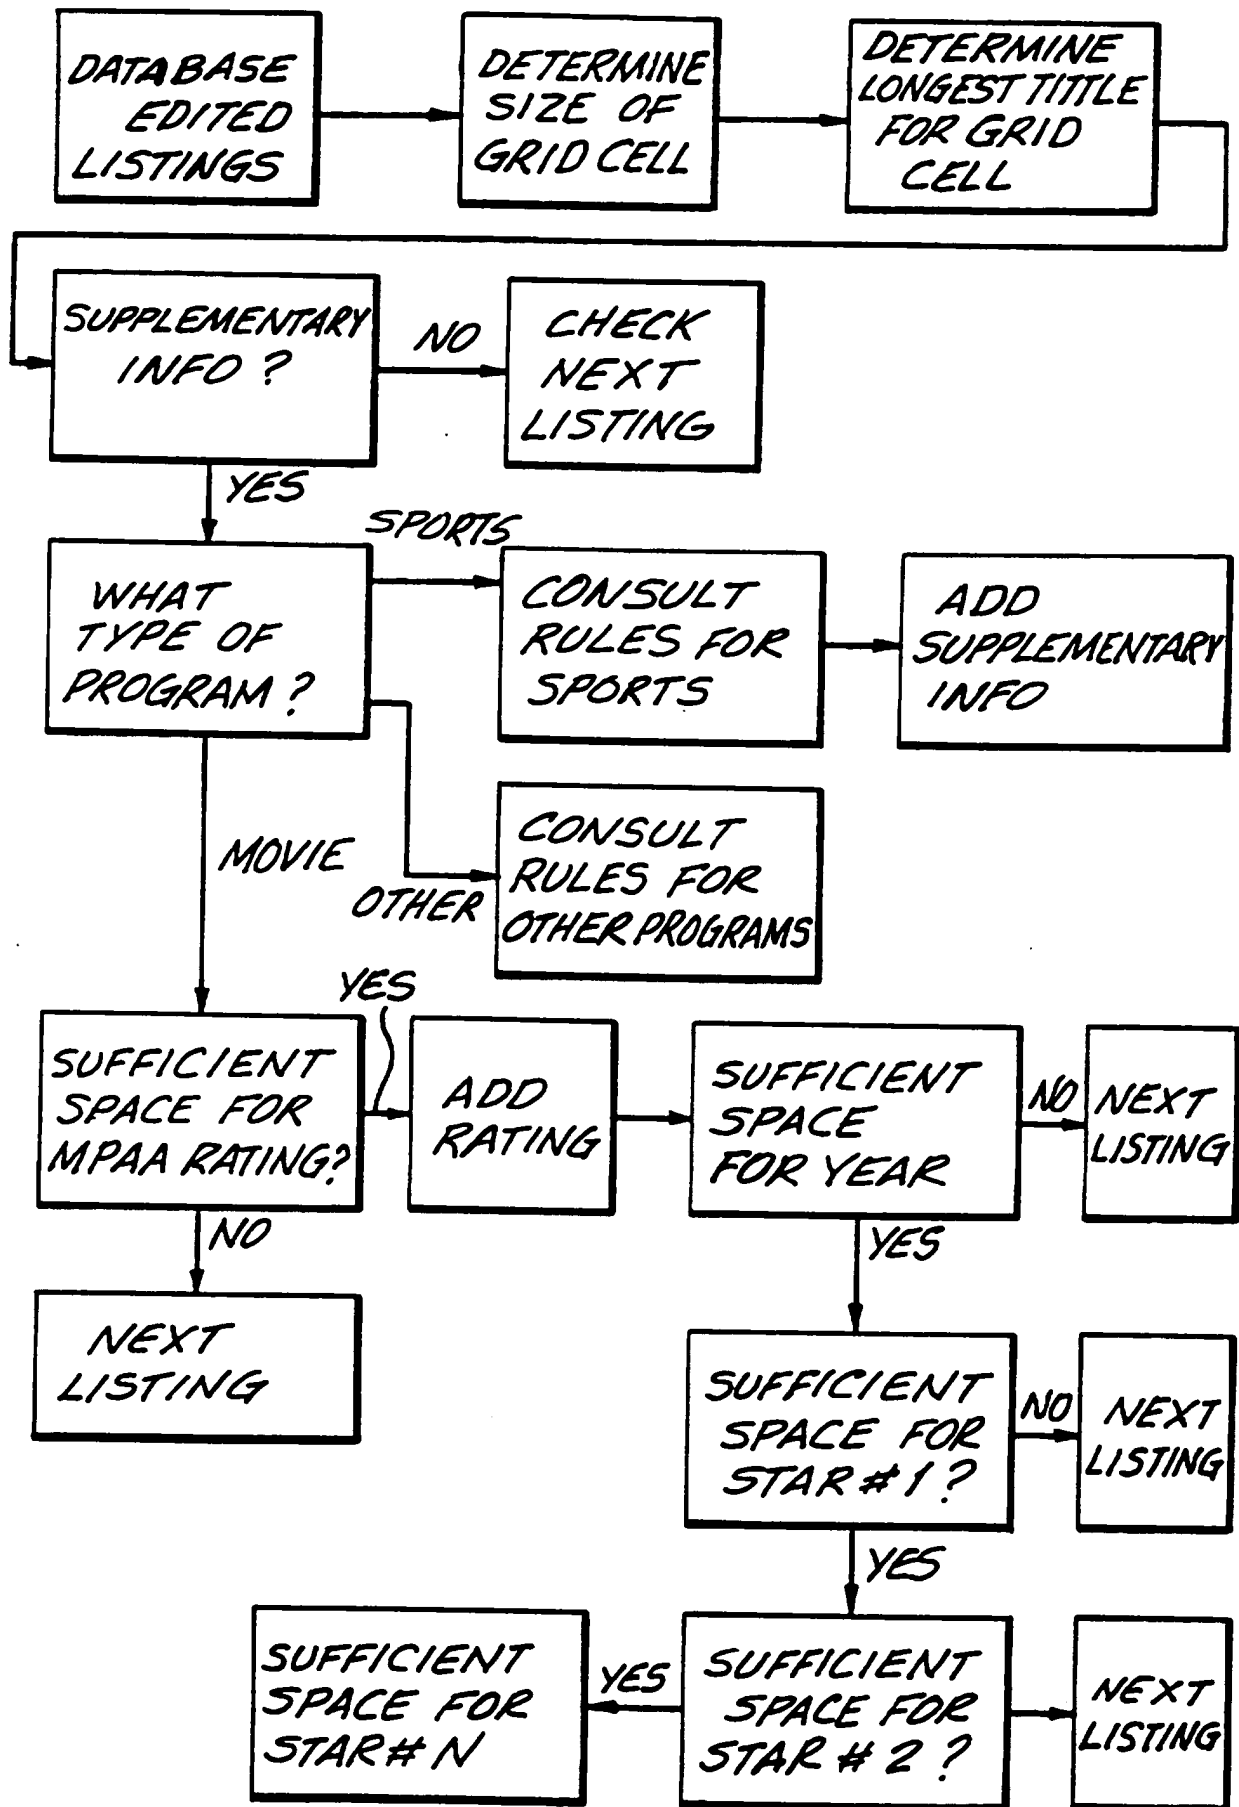 DATABASE
EDITED
LISTINGS
DETERMINE
SIZE OF
GRID CELL
DETERMINE
LONGEST TITTLE
FOR GRID
CELL
SUPPLEMENTARY
INFO ?
NO
CHECK
NEXT
LISTING
YES
WHAT
TYPE OF
PROGRAM ?
SPORTS
CONSULT
RULES FOR
SPORTS
ADD
SUPPLEMENTARY
INFO
MOVIE
OTHER
CONSULT
RULES FOR
OTHER PROGRAMS
SUFFICIENT
SPACE FOR
MPAA RATING?
YES
ADD
RATING
SUFFICIENT
SPACE
FOR YEAR
NO
NEXT
LISTING
NO
NEXT
LISTING
YES
SUFFICIENT
SPACE FOR
STAR # 1 ?
NO
NEXT
LISTING
YES
SUFFICIENT
SPACE FOR
STAR # 2 ?
NEXT
LISTING
YES
SUFFICIENT
SPACE FOR
STAR # N